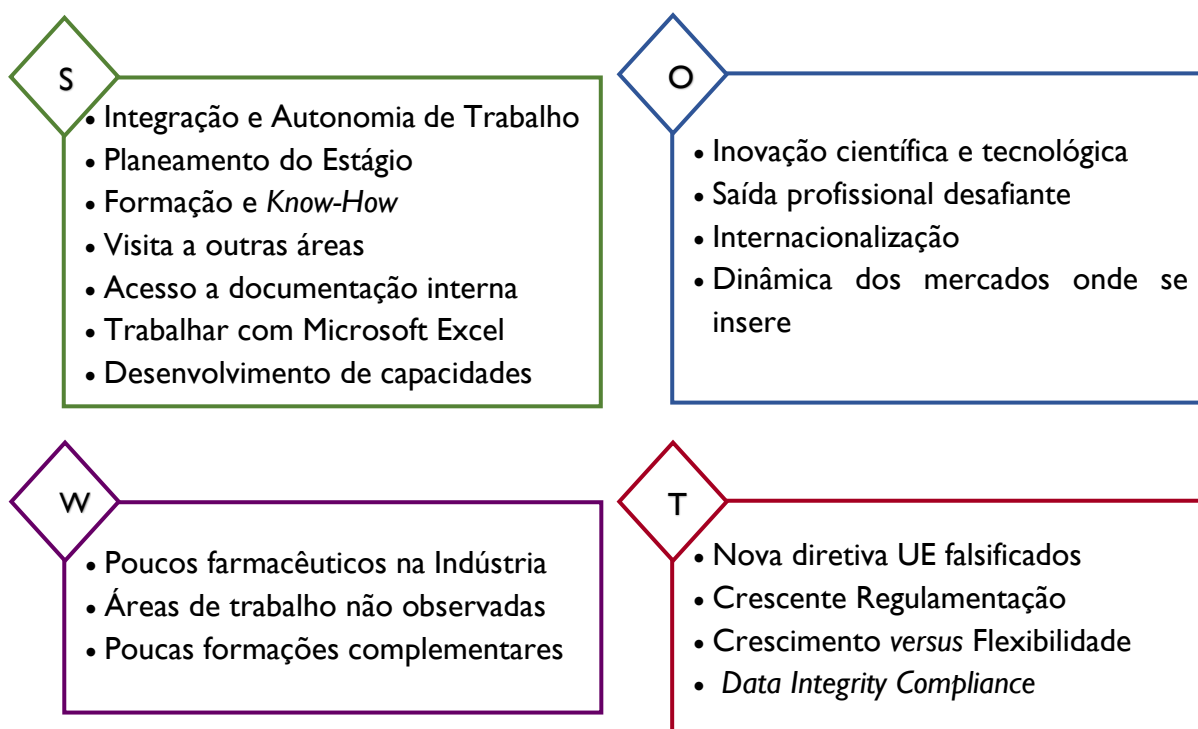 S
• Integração e Autonomia de Trabalho
• Planeamento do Estágio
• Formação e Know-How
• Visita a outras áreas
• Acesso a documentação interna
• Trabalhar com Microsoft Excel
• Desenvolvimento de capacidades
O
• Inovação científica e tecnológica
• Saída profissional desafiante
• Internacionalização
• Dinâmica dos mercados onde se
insere
W
• Poucos farmacêuticos na Indústria
• Áreas de trabalho não observadas
• Poucas formações complementares
T
• Nova diretiva UE falsificados
• Crescente Regulamentação
• Crescimento versus Flexibilidade
• Data Integrity Compliance